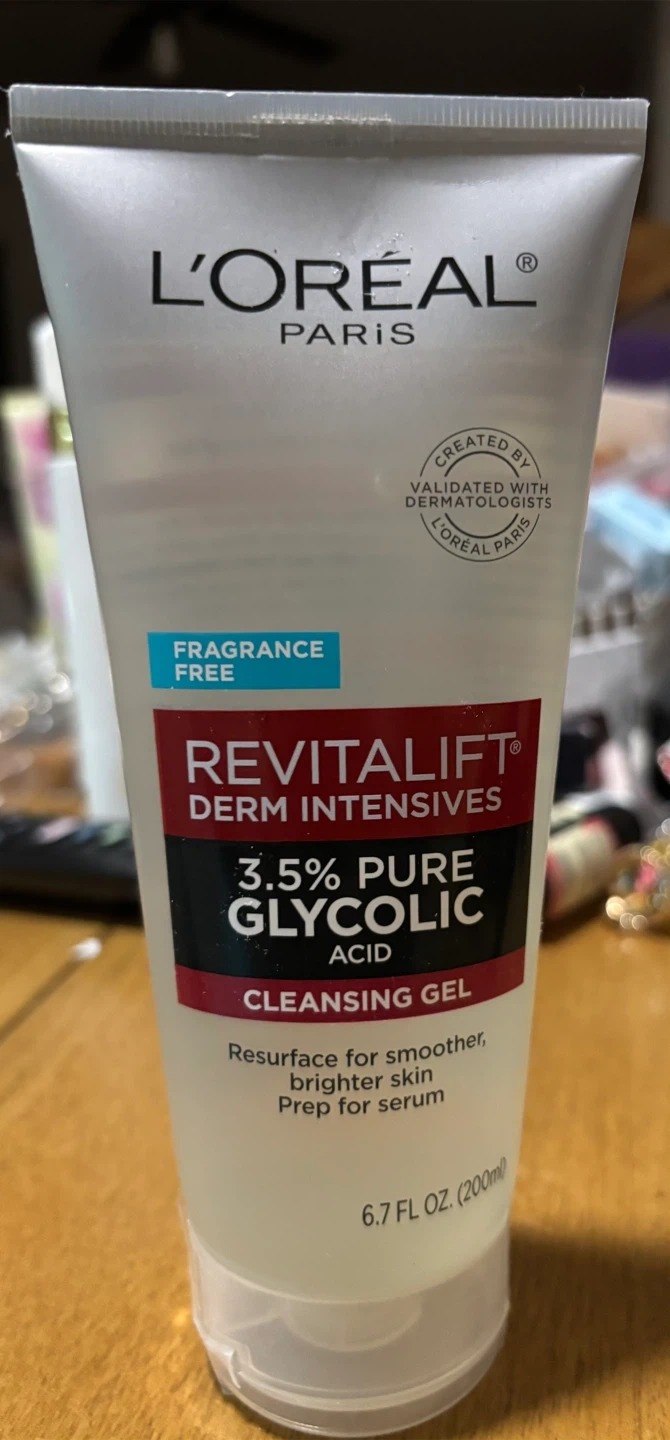 L'ORÉAL®
PARiS
CREATED BY
VALIDATED WITH
DERMATOLOGISTS
L'ORÉAL PARIS
FRAGRANCE
FREE
REVITALIFT®
DERM INTENSIVES
3.5% PURE
GLYCOLIC
ACID
CLEANSING GEL
Resurface for smoother,
brighter skin
Prep for serum
6.7 FL OZ. (200ml)